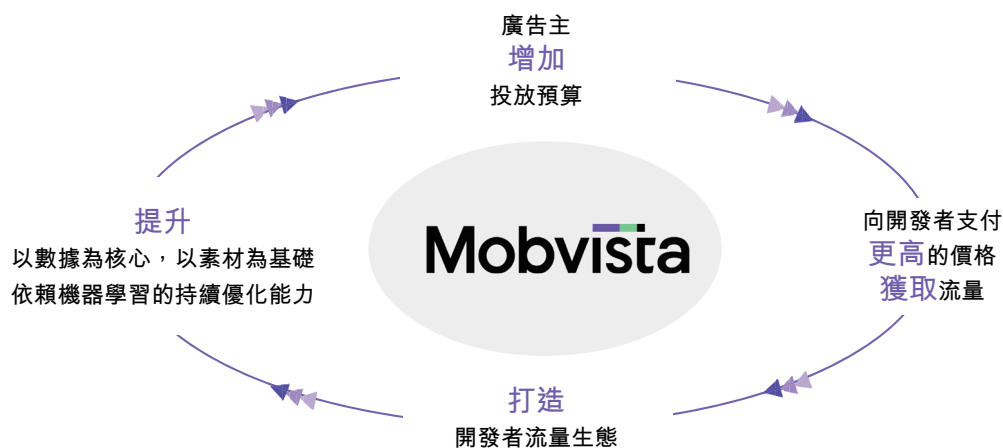 廣告主
增加
投放預算
提升
以數據為核心，以素材為基礎
依賴機器學習的持續優化能力
Mobvista
向開發者支付
更高的價格
獲取流量
打造
開發者流量生態